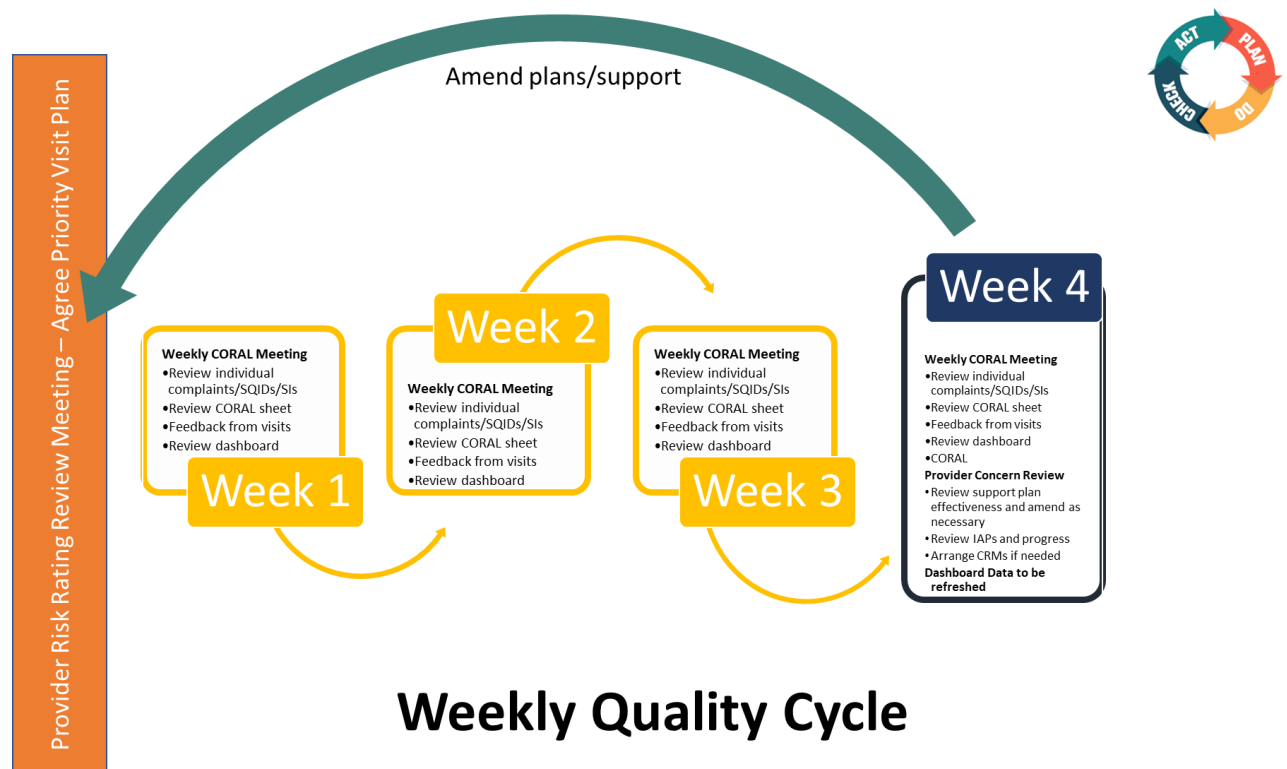 Amend plans/support
ACT
PLAN
DO
CHECK
Provider Risk Rating Review Meeting – Agree Priority Visit Plan
Weekly CORAL Meeting
•Review individual
complaints/SQIDs/SIs
•Review CORAL sheet
•Feedback from visits
•Review dashboard
Week 1
Week 2
Weekly CORAL Meeting
•Review individual
complaints/SQIDs/SIs
•Review CORAL sheet
•Feedback from visits
•Review dashboard
Weekly CORAL Meeting
•Review individual
complaints/SQIDs/SIs
•Review CORAL sheet
•Feedback from visits
•Review dashboard
Week 3
Week 4
Weekly CORAL Meeting
•Review individual
complaints/SQIDs/SIs
•Review CORAL sheet
•Feedback from visits
•Review dashboard
•CORAL
Provider Concern Review
•Review support plan
effectiveness and amend as
necessary
•Review IAPs and progress
•Arrange CRMs if needed
Dashboard Data to be
refreshed
Weekly Quality Cycle